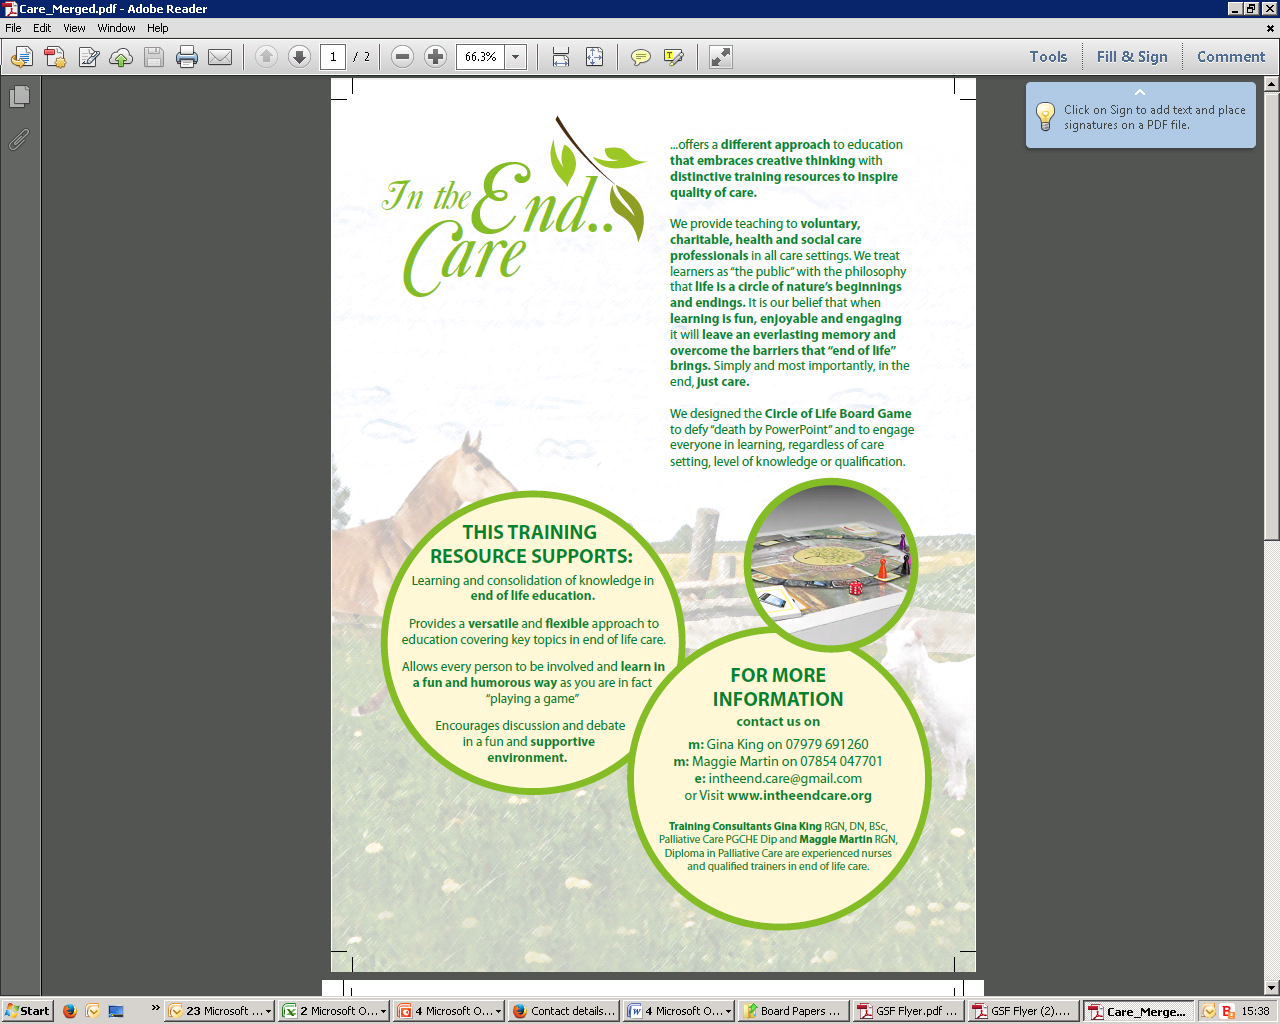 Care_Merged.pdf - Adobe Reader
File Edit View Window Help
1 / 2 66.3% Tools Fill & Sign Comment
Click on Sign to add text and place
signatures on a PDF file.
In the End..
Care
...offers a different approach to education
that embraces creative thinking with
distinctive training resources to inspire
quality of care.
We provide teaching to voluntary,
charitable, health and social care
professionals in all care settings. We treat
learners as “the public” with the philosophy
that life is a circle of nature’s beginnings
and endings. It is our belief that when
learning is fun, enjoyable and engaging
it will leave an everlasting memory and
overcome the barriers that “end of life”
brings. Simply and most importantly, in the
end, just care.
We designed the Circle of Life Board Game
to defy “death by PowerPoint” and to engage
everyone in learning, regardless of care
setting, level of knowledge or qualification.
THIS TRAINING
RESOURCE SUPPORTS:
Learning and consolidation of knowledge in
end of life education.
Provides a versatile and flexible approach to
education covering key topics in end of life care.
Allows every person to be involved and learn in
a fun and humorous way as you are in fact
“playing a game”
Encourages discussion and debate
in a fun and supportive
environment.
FOR MORE
INFORMATION
contact us on
m: Gina King on 07979 691260
m: Maggie Martin on 07854 047701
e: intheend.care@gmail.com
or Visit www.intheendcare.org
Training Consultants Gina King RGN, DN, BSc,
Palliative Care PGCHE Dip and Maggie Martin RGN,
Diploma in Palliative Care are experienced nurses
and qualified trainers in end of life care.
Start » 23 Microsoft ... 2 Microsoft O... 4 Microsoft O... Contact details... 4 Microsoft O... Board Papers ... GSF Flyer.pdf ... GSF Flyer (2).... Care_Merge... 15:38